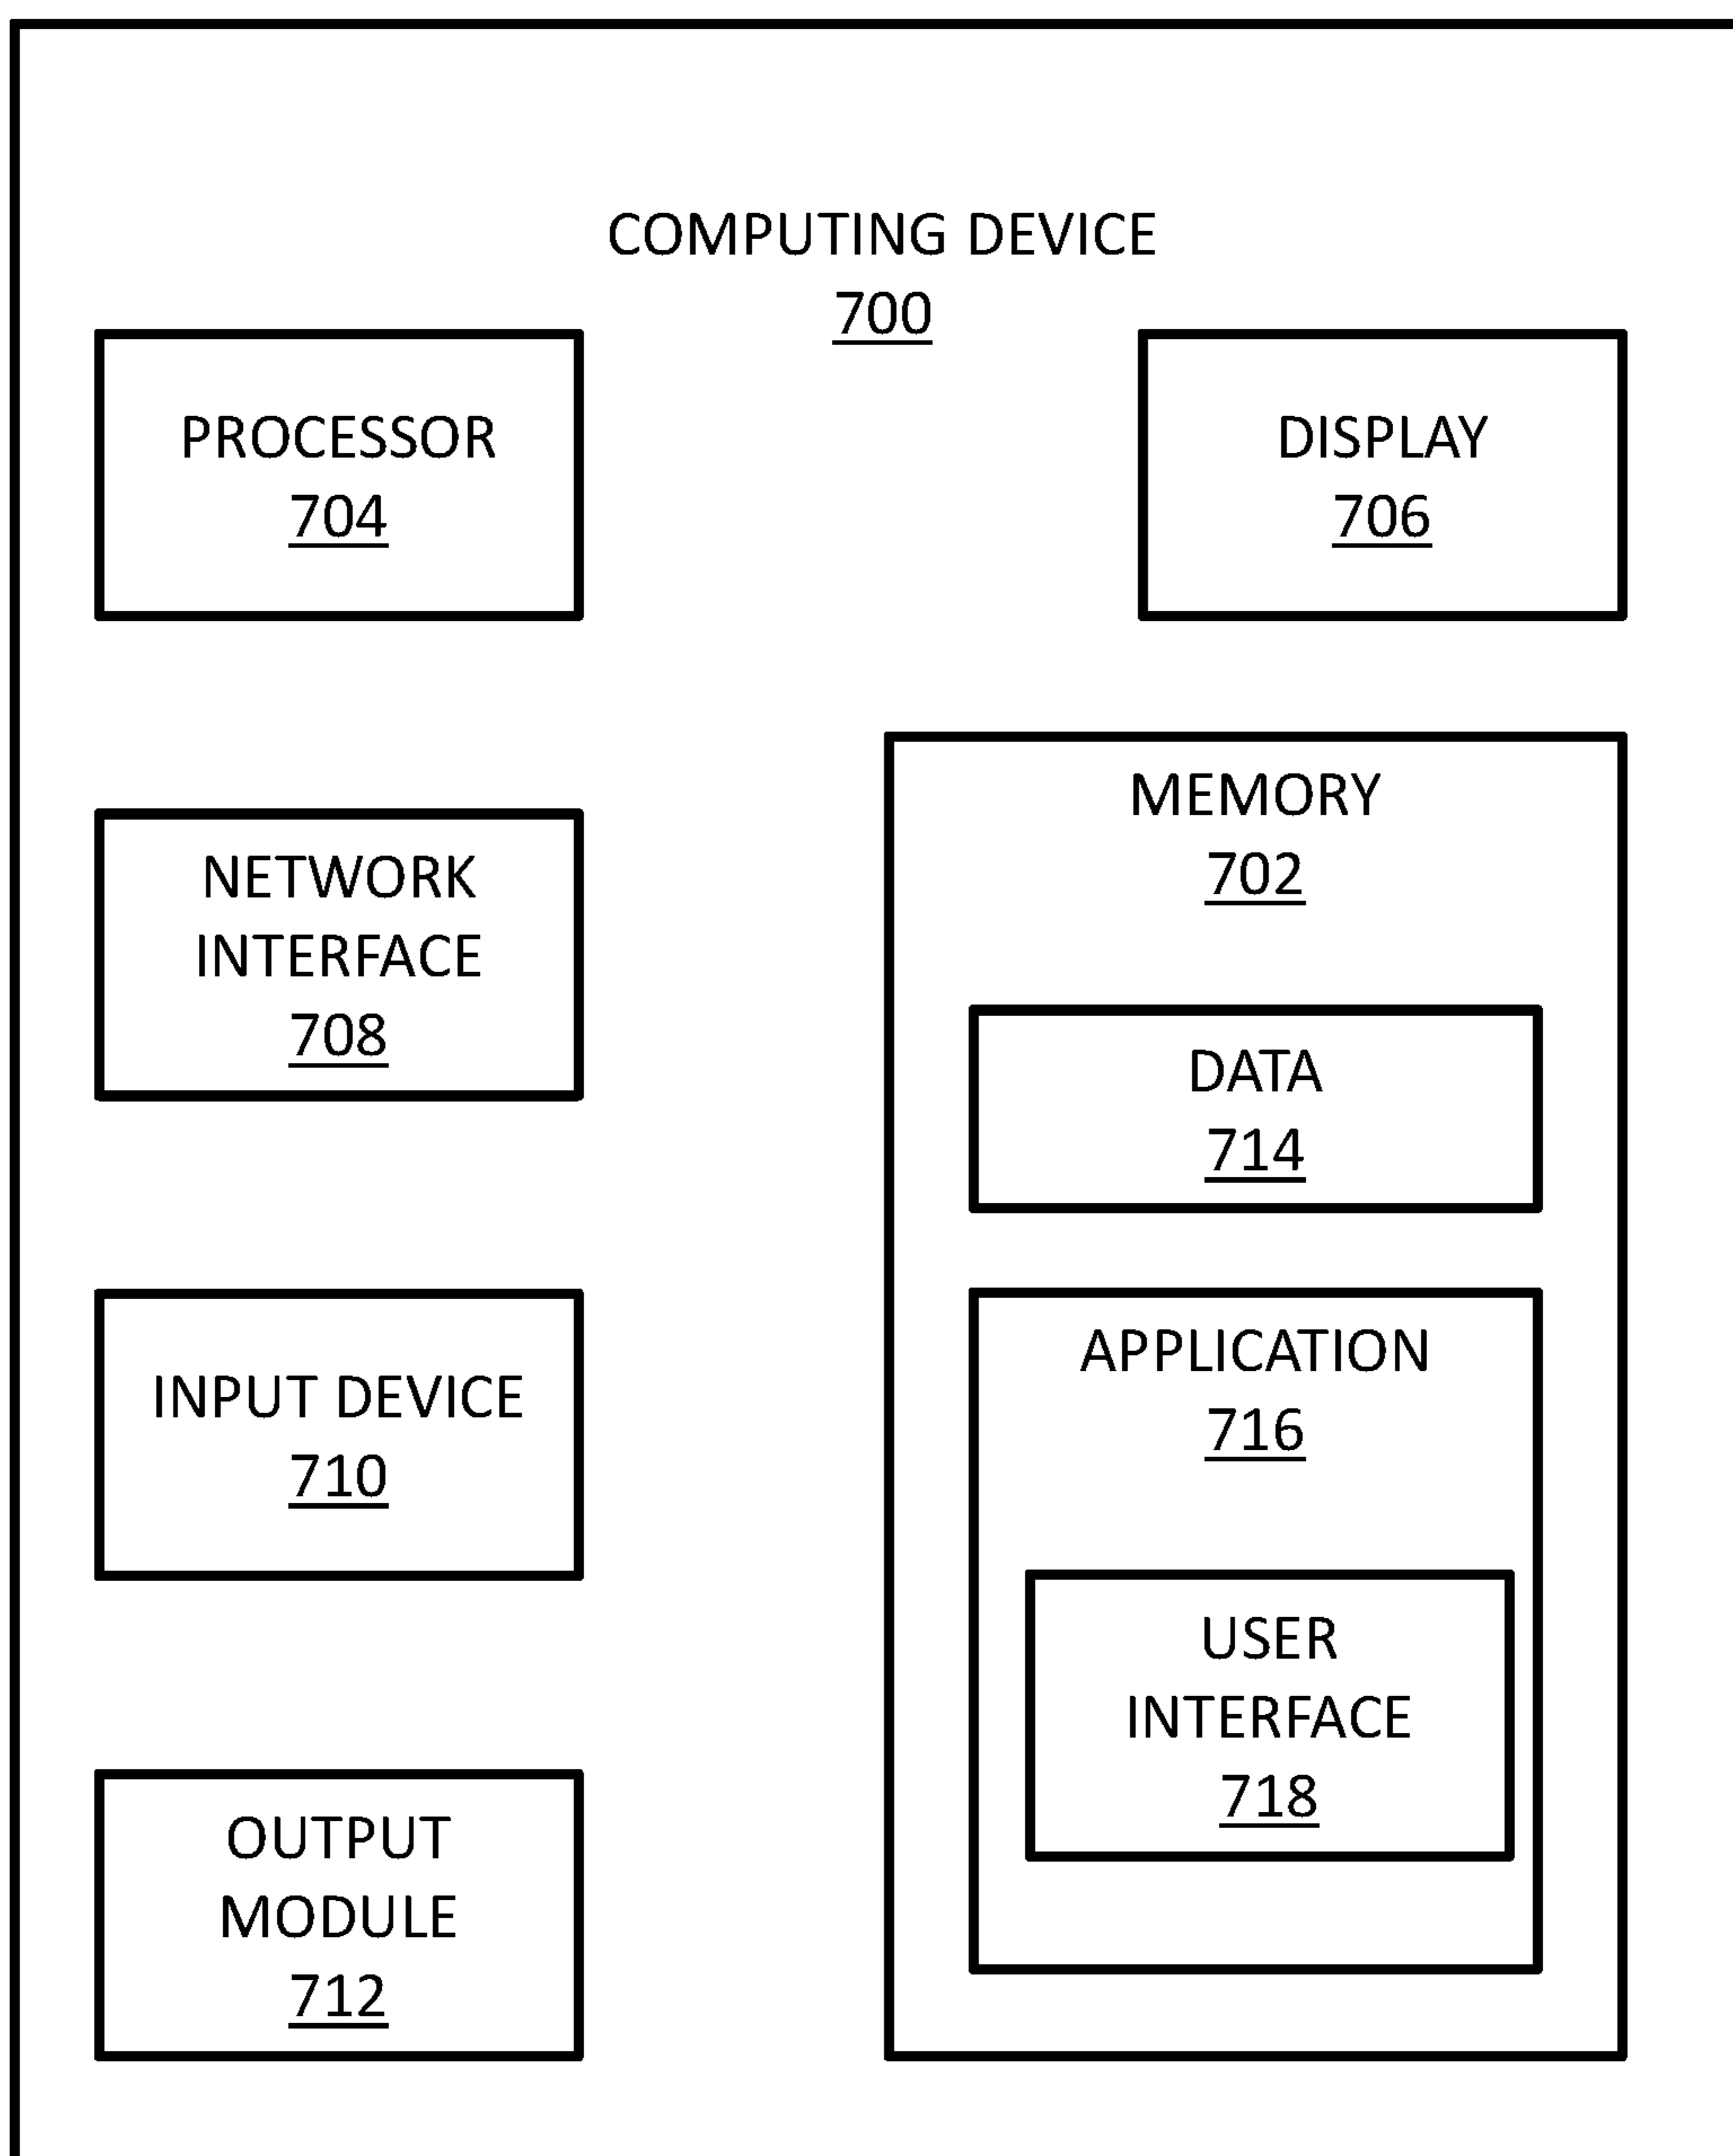 COMPUTING DEVICE
700
PROCESSOR
704
DISPLAY
706
NETWORK
INTERFACE
708
INPUT DEVICE
710
OUTPUT
MODULE
712
MEMORY
702
DATA
714
APPLICATION
716
USER
INTERFACE
718